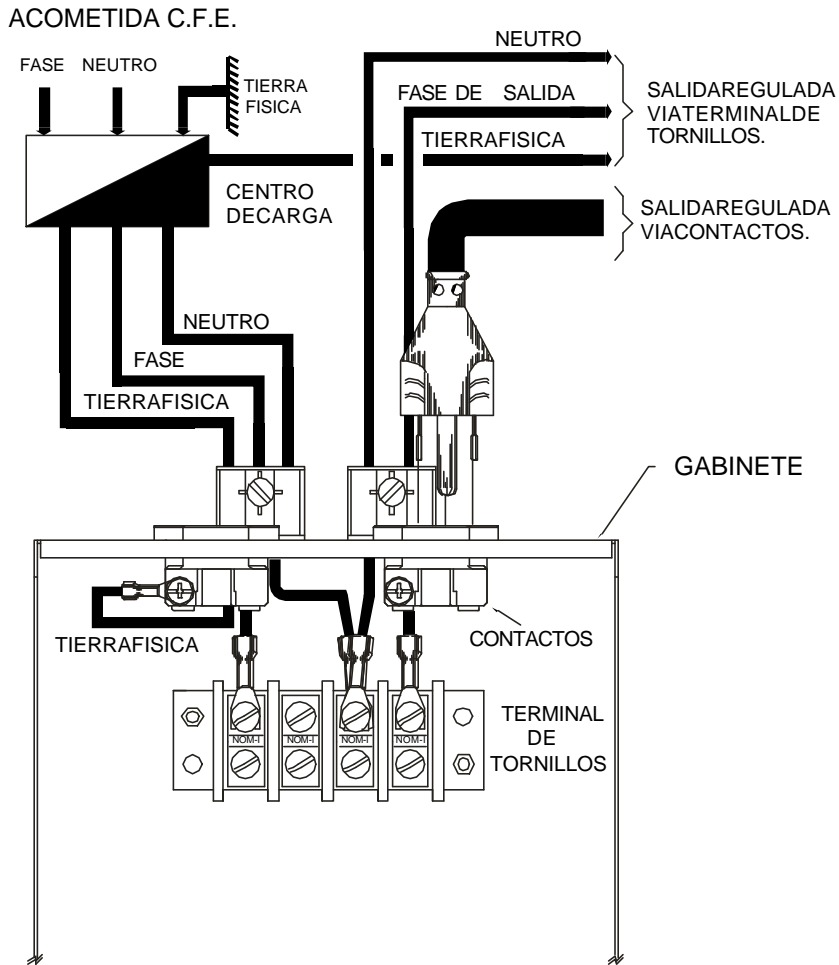 ACOMETIDA C.F.E.
FASE NEUTRO
TIERRA
FISICA
CENTRO
DECARGA
NEUTRO
FASE DE SALIDA
TIERRAFISICA
SALIDAREGULADA
VIATERMINALDE
TORNILLOS.
SALIDAREGULADA
VIACONTACTOS.
NEUTRO
FASE
TIERRAFISICA
GABINETE
TIERRAFISICA
CONTACTOS
TERMINAL
DE
TORNILLOS
NOM-I NOM-I NOM-I NOM-I